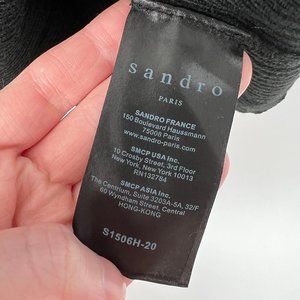 sandro
PARIS
SANDRO FRANCE
150 Boulevard Haussmann
75008 Paris
www.sandro-paris.com
SMCP USA Inc.
10 Crosby Street, 3rd Floor
New York, New York 10013
RN132784
SMCP ASIA Inc.
The Centrium, Suite 3203A-5A, 32/F
60 Wyndham Street, Central
HONG-KONG
S1506H-20